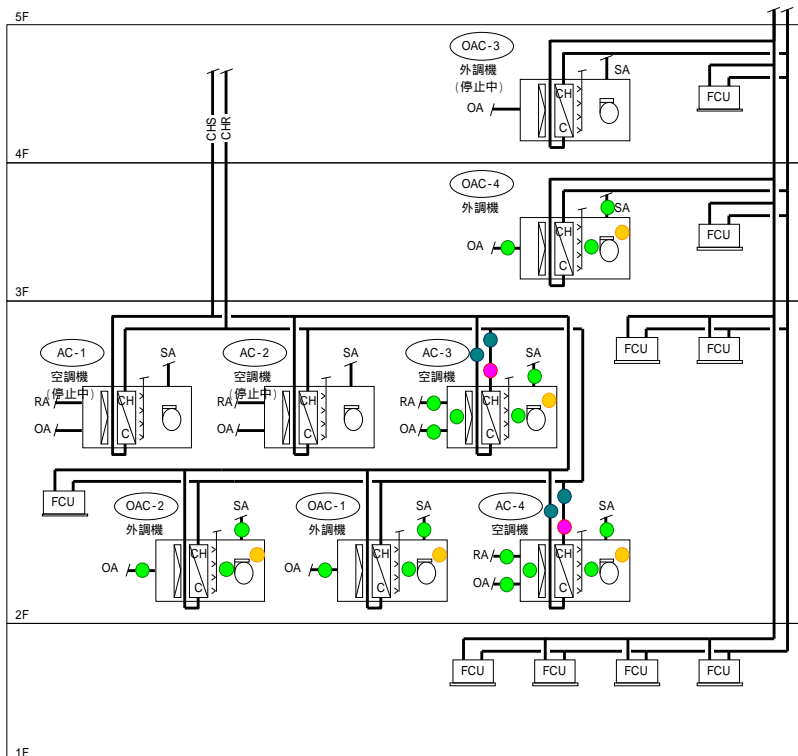 5F
OAC-3
外調機
(停止中)
SA
OA
CH
C
FCU
CHS
CHR
4F
OAC-4
外調機
SA
OA
CH
C
FCU
3F
AC-1
空調機
(停止中)
SA
RA
OA
CH
C
AC-2
空調機
(停止中)
SA
RA
OA
CH
C
AC-3
空調機
SA
RA
OA
CH
C
FCU
FCU
FCU
OAC-2
外調機
SA
OA
CH
C
OAC-1
外調機
SA
OA
CH
C
AC-4
空調機
SA
RA
OA
CH
C
2F
FCU
FCU
FCU
FCU
1F